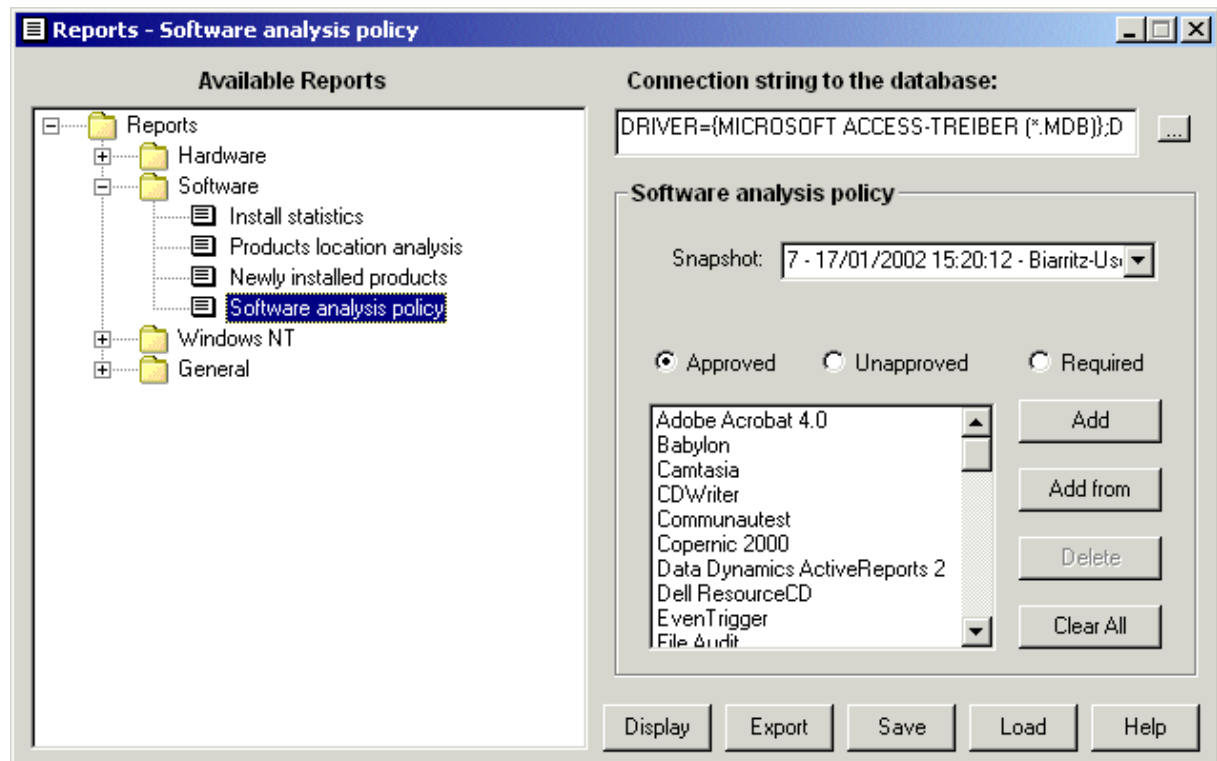 Reports - Software analysis policy
Available Reports
Reports
Hardware
Software
Install statistics
Products location analysis
Newly installed products
Software analysis policy
Windows NT
General
Connection string to the database:
DRIVER={MICROSOFT ACCESS-TREIBER (*.MDB)};D
...
Software analysis policy
Snapshot: 7 - 17/01/2002 15:20:12 - Biarritz-Us
Approved Unapproved Required
Adobe Acrobat 4.0
Babylon
Camtasia
CDWriter
Communautest
Copernic 2000
Data Dynamics ActiveReports 2
Dell ResourceCD
EvenTrigger
File Audit
Add
Add from
Delete
Clear All
Display Export Save Load Help